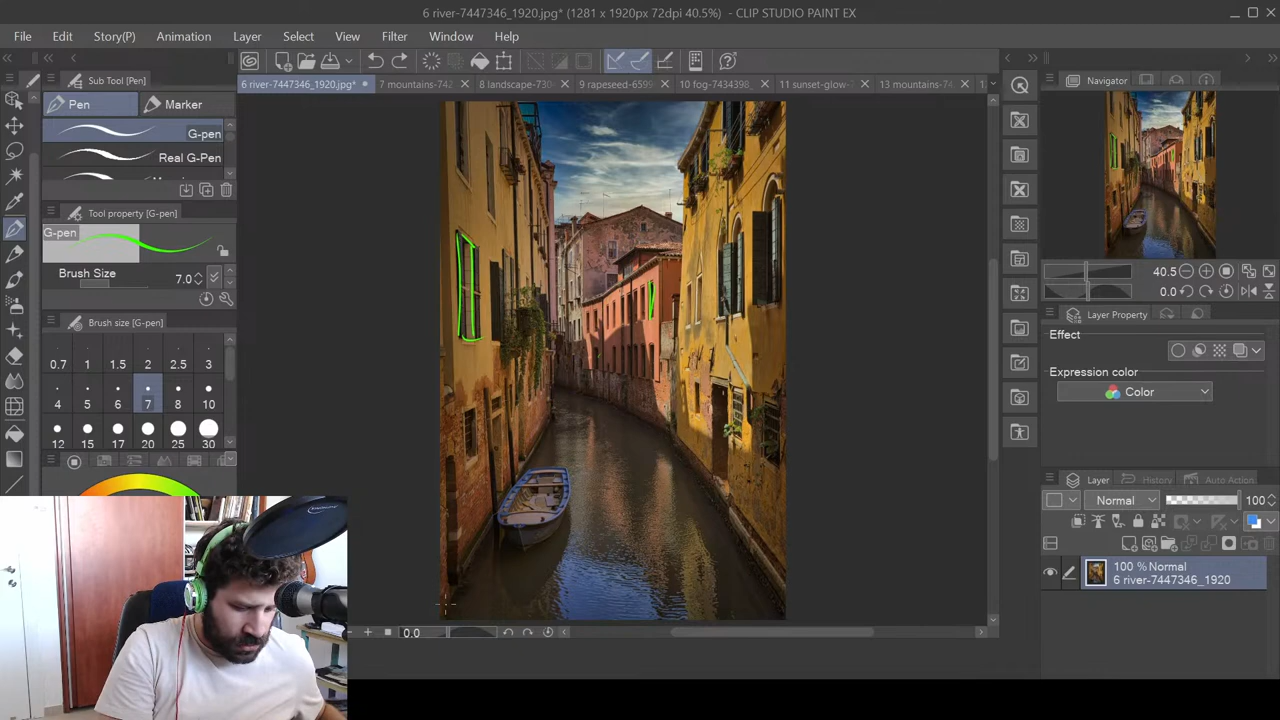 6 river-7447346_1920.jpg* (1281 x 1920px 72dpi 40.5%) - CLIP STUDIO PAINT EX
File Edit Story(P) Animation Layer Select View Filter Window Help
Sub Tool [Pen]
Pen Marker
G-pen
Real G-Pen
Tool property [G-pen]
G-pen
Brush Size 7.0
Brush size [G-pen]
0.7 1 1.5 2 2.5 3
4 5 6 7 8 10
12 15 17 20 25 30
6 river-7447346_1920.jpg* 7 mountains-742 8 landscape-730 9 rapeseed-6599 10 fog-7434398_ 11 sunset-glow- 13 mountains-74
0.0
Navigator
40.5
0.0
Layer Property
Effect
Expression color
Color
Layer History Auto Action
Normal 100
100 % Normal
6 river-7447346_1920